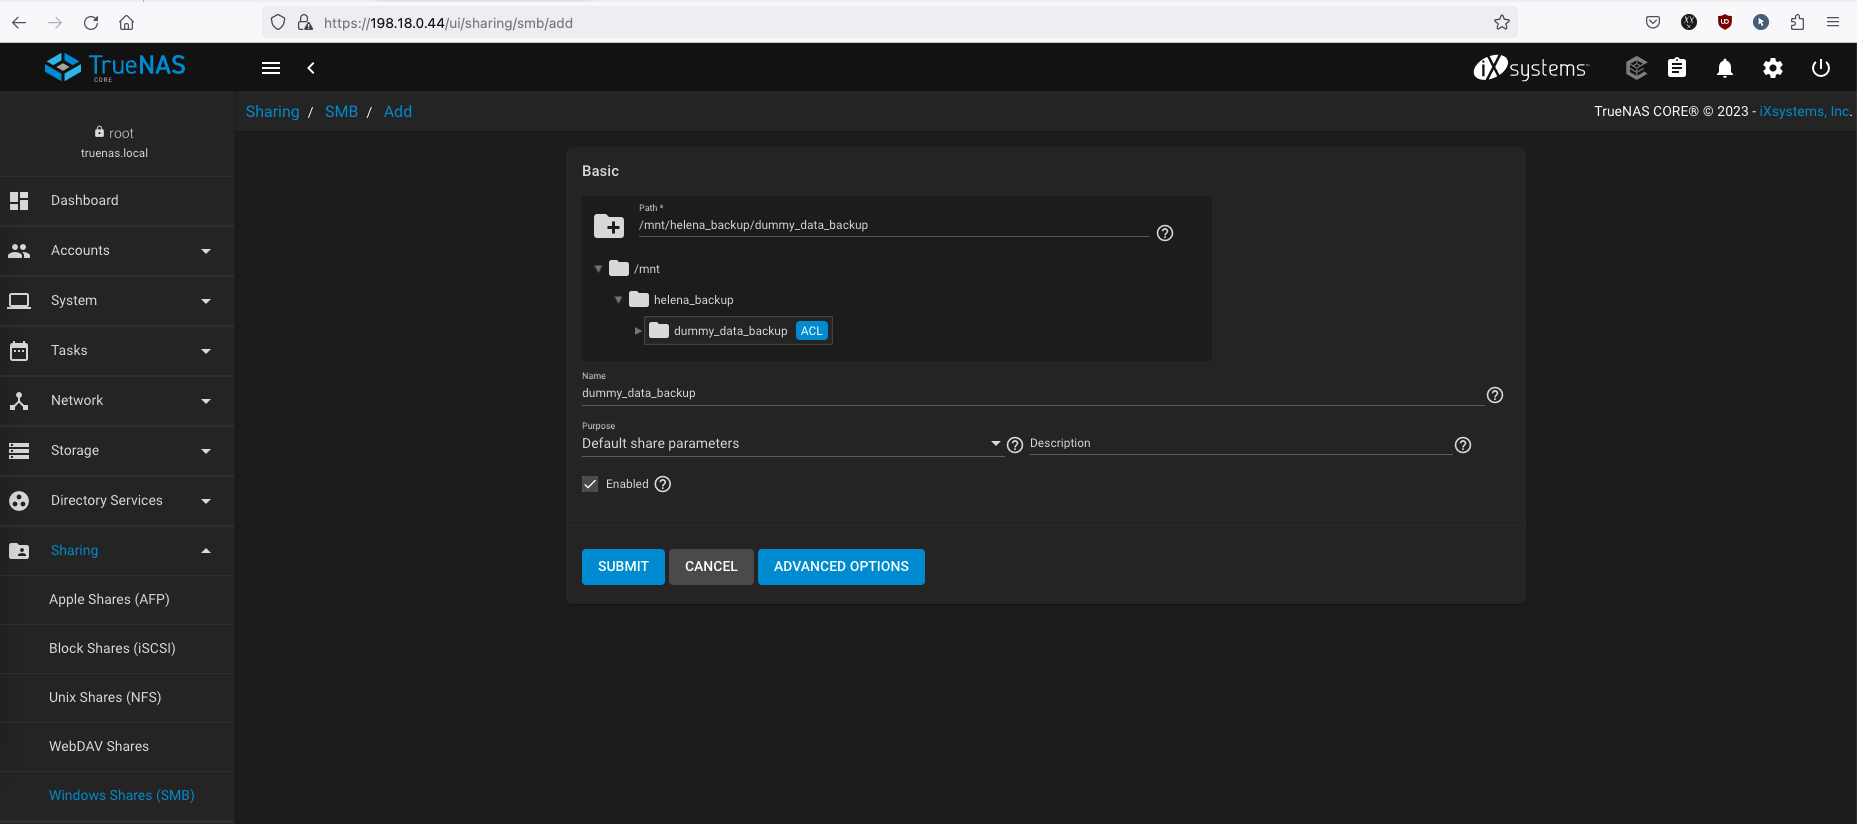 https://198.18.0.44/ui/sharing/smb/add
TrueNAS
CORE
iXsystems™
Sharing / SMB / Add
TrueNAS CORE® © 2023 - iXsystems, Inc.
root
truenas.local
Dashboard
Accounts
System
Tasks
Network
Storage
Directory Services
Sharing
Apple Shares (AFP)
Block Shares (iSCSI)
Unix Shares (NFS)
WebDAV Shares
Windows Shares (SMB)
Basic
Path *
/mnt/helena_backup/dummy_data_backup
/mnt
helena_backup
dummy_data_backup ACL
Name
dummy_data_backup
Purpose
Default share parameters
Description
Enabled
SUBMIT CANCEL ADVANCED OPTIONS